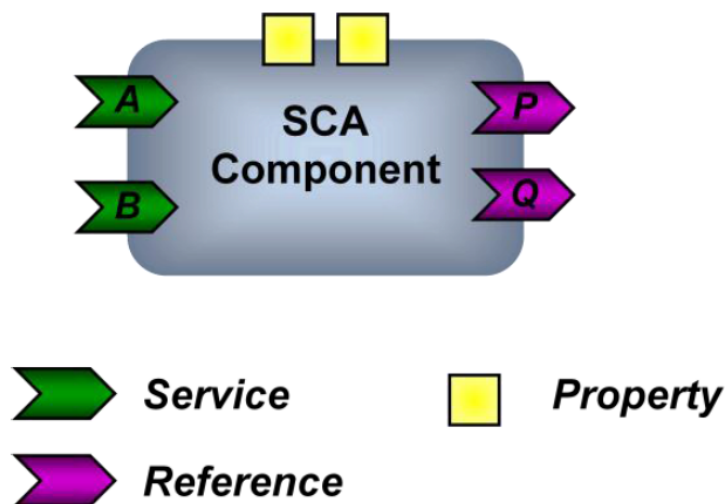 A
SCA
Component
P
B
Q
Service
Property
Reference